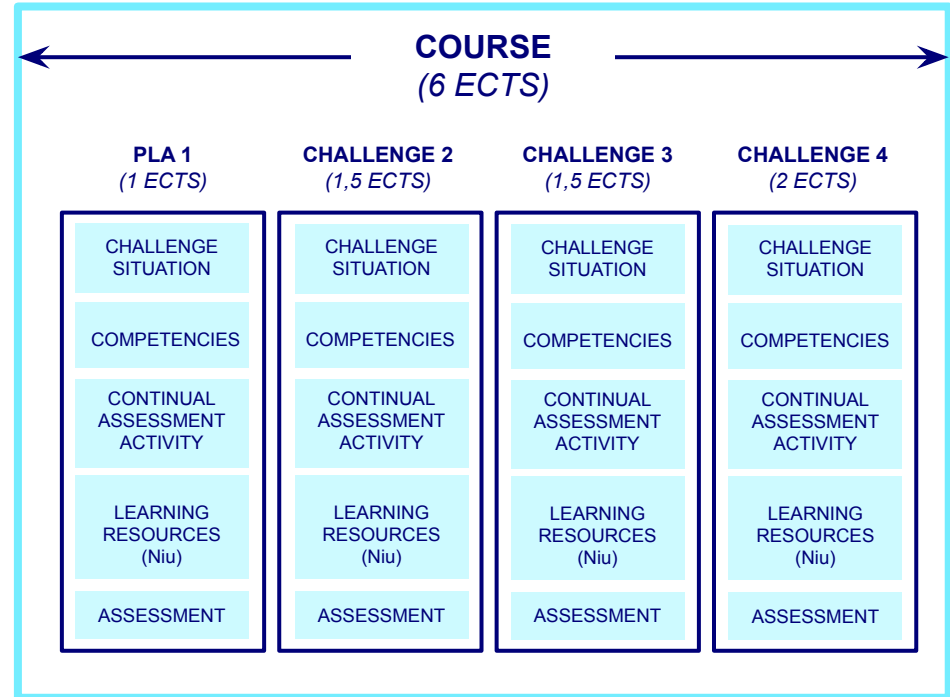 COURSE
(6 ECTS)
PLA 1
(1 ECTS)
CHALLENGE
SITUATION
COMPETENCIES
CONTINUAL
ASSESSMENT
ACTIVITY
LEARNING
RESOURCES
(Niu)
ASSESSMENT
CHALLENGE 2
(1,5 ECTS)
CHALLENGE
SITUATION
COMPETENCIES
CONTINUAL
ASSESSMENT
ACTIVITY
LEARNING
RESOURCES
(Niu)
ASSESSMENT
CHALLENGE 3
(1,5 ECTS)
CHALLENGE
SITUATION
COMPETENCIES
CONTINUAL
ASSESSMENT
ACTIVITY
LEARNING
RESOURCES
(Niu)
ASSESSMENT
CHALLENGE 4
(2 ECTS)
CHALLENGE
SITUATION
COMPETENCIES
CONTINUAL
ASSESSMENT
ACTIVITY
LEARNING
RESOURCES
(Niu)
ASSESSMENT